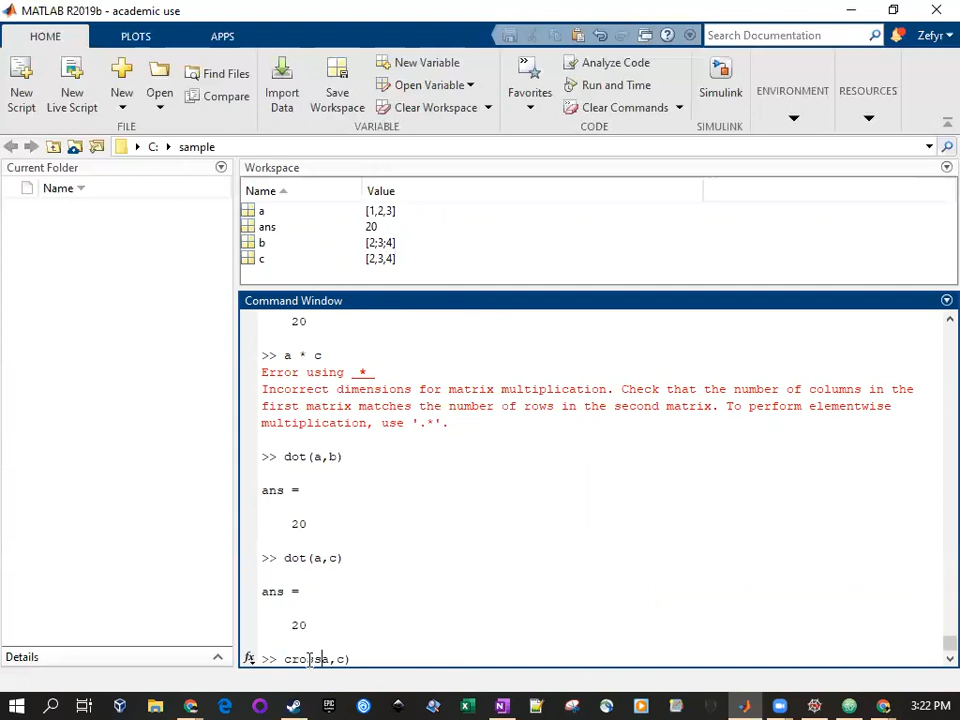 MATLAB R2019b - academic use
HOME
PLOTS
APPS
Search Documentation
Zefyr
New Script
New Live Script
New
Open
Find Files
Compare
Import Data
Save Workspace
New Variable
Open Variable
Clear Workspace
Favorites
Analyze Code
Run and Time
Clear Commands
Simulink
ENVIRONMENT
RESOURCES
FILE
VARIABLE
CODE
SIMULINK
C:
sample
Current Folder
Name
Workspace
Name
Value
a
[1,2,3]
ans
20
b
[2;3;4]
c
[2,3,4]
Command Window
20
>> a * c
Error using  *
Incorrect dimensions for matrix multiplication. Check that the number of columns in the
first matrix matches the number of rows in the second matrix. To perform elementwise
multiplication, use '.*'.
>> dot(a,b)
ans =
20
>> dot(a,c)
ans =
20
fx >> crossa,c)
Details
3:22 PM